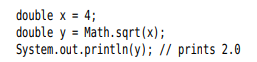 double x = 4;
double y = Math.sqrt(x);
System.out.println(y); // prints 2.0